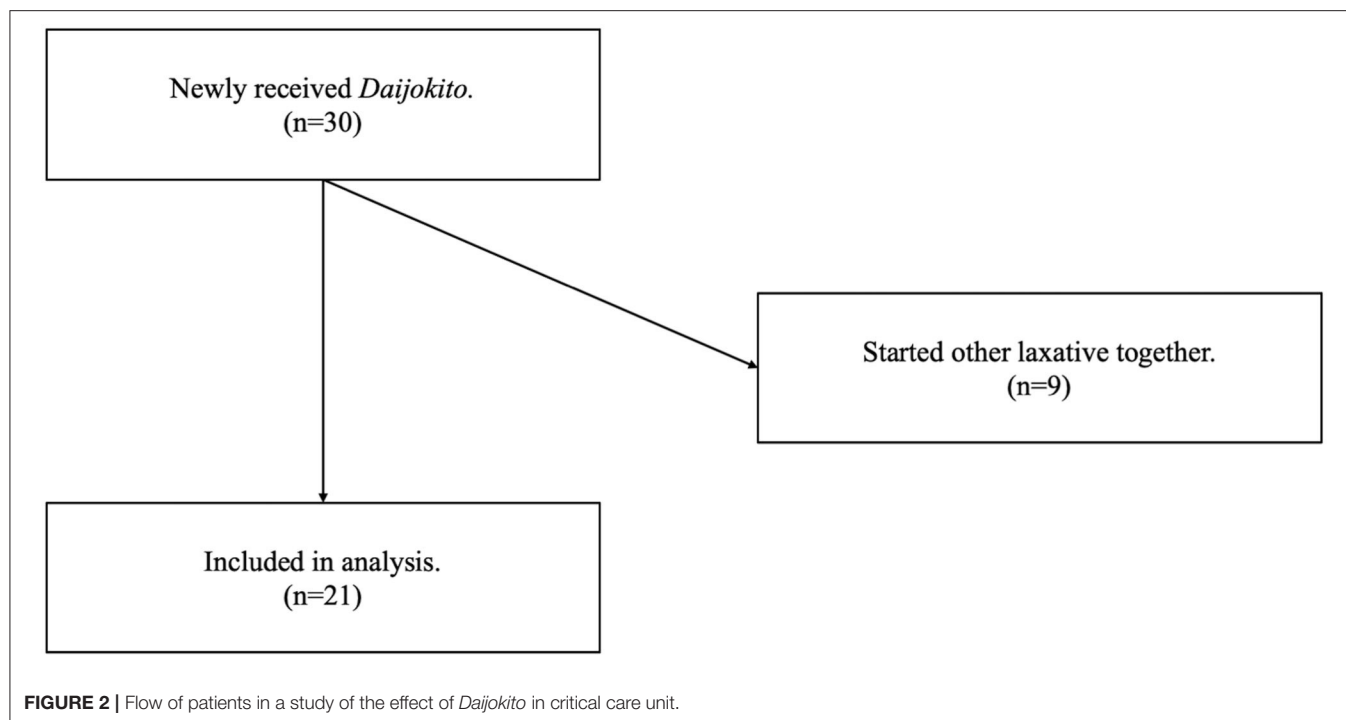 Newly received Daijokito.
(n=30)
Started other laxative together.
(n=9)
Included in analysis.
(n=21)
FIGURE 2 | Flow of patients in a study of the effect of Daijokito in critical care unit.